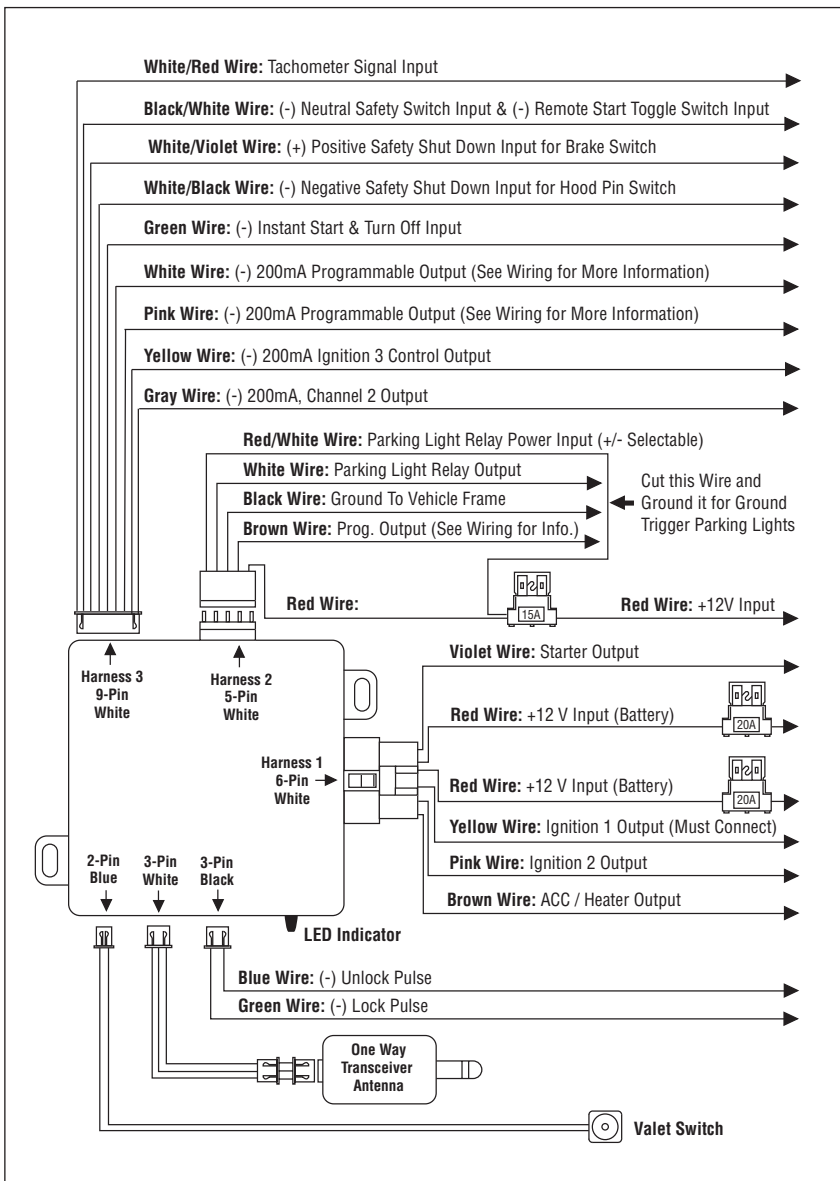 White/Red Wire: Tachometer Signal Input
Black/White Wire: (-) Neutral Safety Switch Input & (-) Remote Start Toggle Switch Input
White/Violet Wire: (+) Positive Safety Shut Down Input for Brake Switch
White/Black Wire: (-) Negative Safety Shut Down Input for Hood Pin Switch
Green Wire: (-) Instant Start & Turn Off Input
White Wire: (-) 200mA Programmable Output (See Wiring for More Information)
Pink Wire: (-) 200mA Programmable Output (See Wiring for More Information)
Yellow Wire: (-) 200mA Ignition 3 Control Output
Gray Wire: (-) 200mA, Channel 2 Output
Red/White Wire: Parking Light Relay Power Input (+/- Selectable)
White Wire: Parking Light Relay Output
Black Wire: Ground To Vehicle Frame
Brown Wire: Prog. Output (See Wiring for Info.)
Cut this Wire and
Ground it for Ground
Trigger Parking Lights
Red Wire:
15A
Red Wire: +12V Input
Harness 3
9-Pin
White
Harness 2
5-Pin
White
Violet Wire: Starter Output
Red Wire: +12 V Input (Battery)
20A
Harness 1
6-Pin
White
Red Wire: +12 V Input (Battery)
20A
Yellow Wire: Ignition 1 Output (Must Connect)
Pink Wire: Ignition 2 Output
Brown Wire: ACC / Heater Output
2-Pin
Blue
3-Pin
White
3-Pin
Black
LED Indicator
Blue Wire: (-) Unlock Pulse
Green Wire: (-) Lock Pulse
One Way
Transceiver
Antenna
Valet Switch